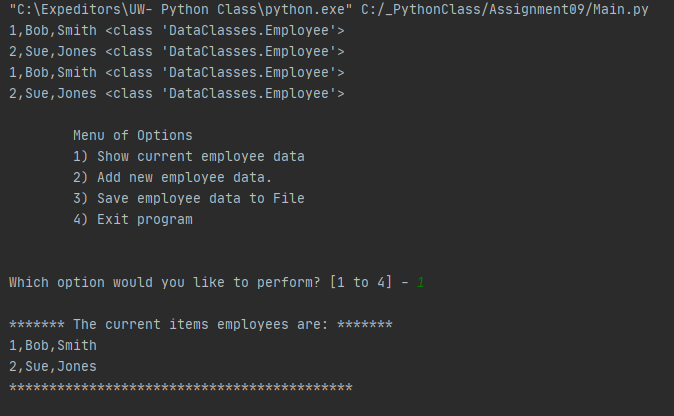 "C:\Expeditors\UW- Python Class\python.exe" C:/_PythonClass/Assignment09/Main.py
1,Bob,Smith <class 'DataClasses.Employee'>
2,Sue,Jones <class 'DataClasses.Employee'>
1,Bob,Smith <class 'DataClasses.Employee'>
2,Sue,Jones <class 'DataClasses.Employee'>
Menu of Options
1) Show current employee data
2) Add new employee data.
3) Save employee data to File
4) Exit program
Which option would you like to perform? [1 to 4] - 1
******* The current items employees are: *******
1,Bob,Smith
2,Sue,Jones
*******************************************